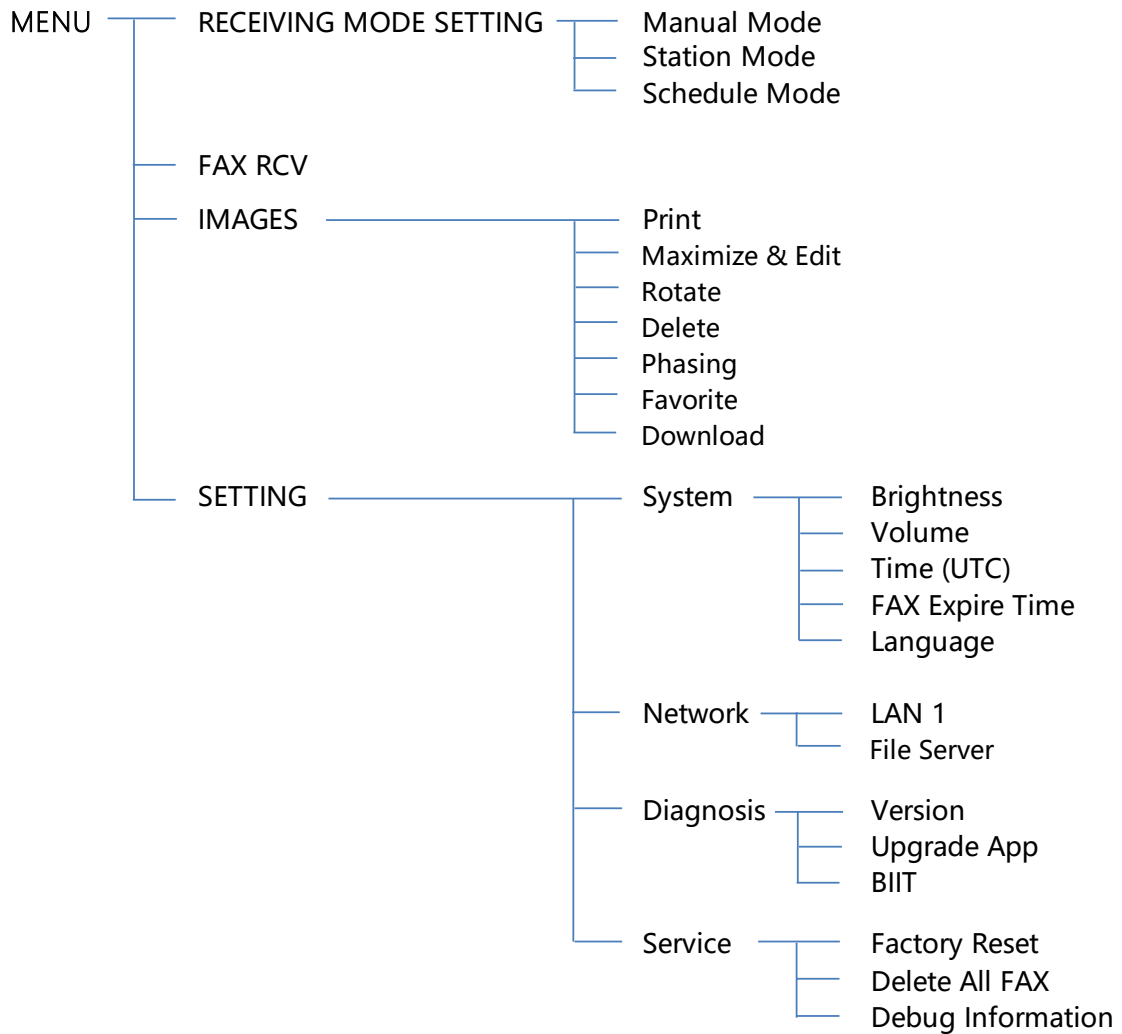 MENU RECEIVING MODE SETTING Manual Mode
Station Mode
Schedule Mode
FAX RCV
IMAGES Print
Maximize & Edit
Rotate
Delete
Phasing
Favorite
Download
SETTING System Brightness
Volume
Time (UTC)
FAX Expire Time
Language
Network LAN 1
File Server
Diagnosis Version
Upgrade App
BIIT
Service Factory Reset
Delete All FAX
Debug Information